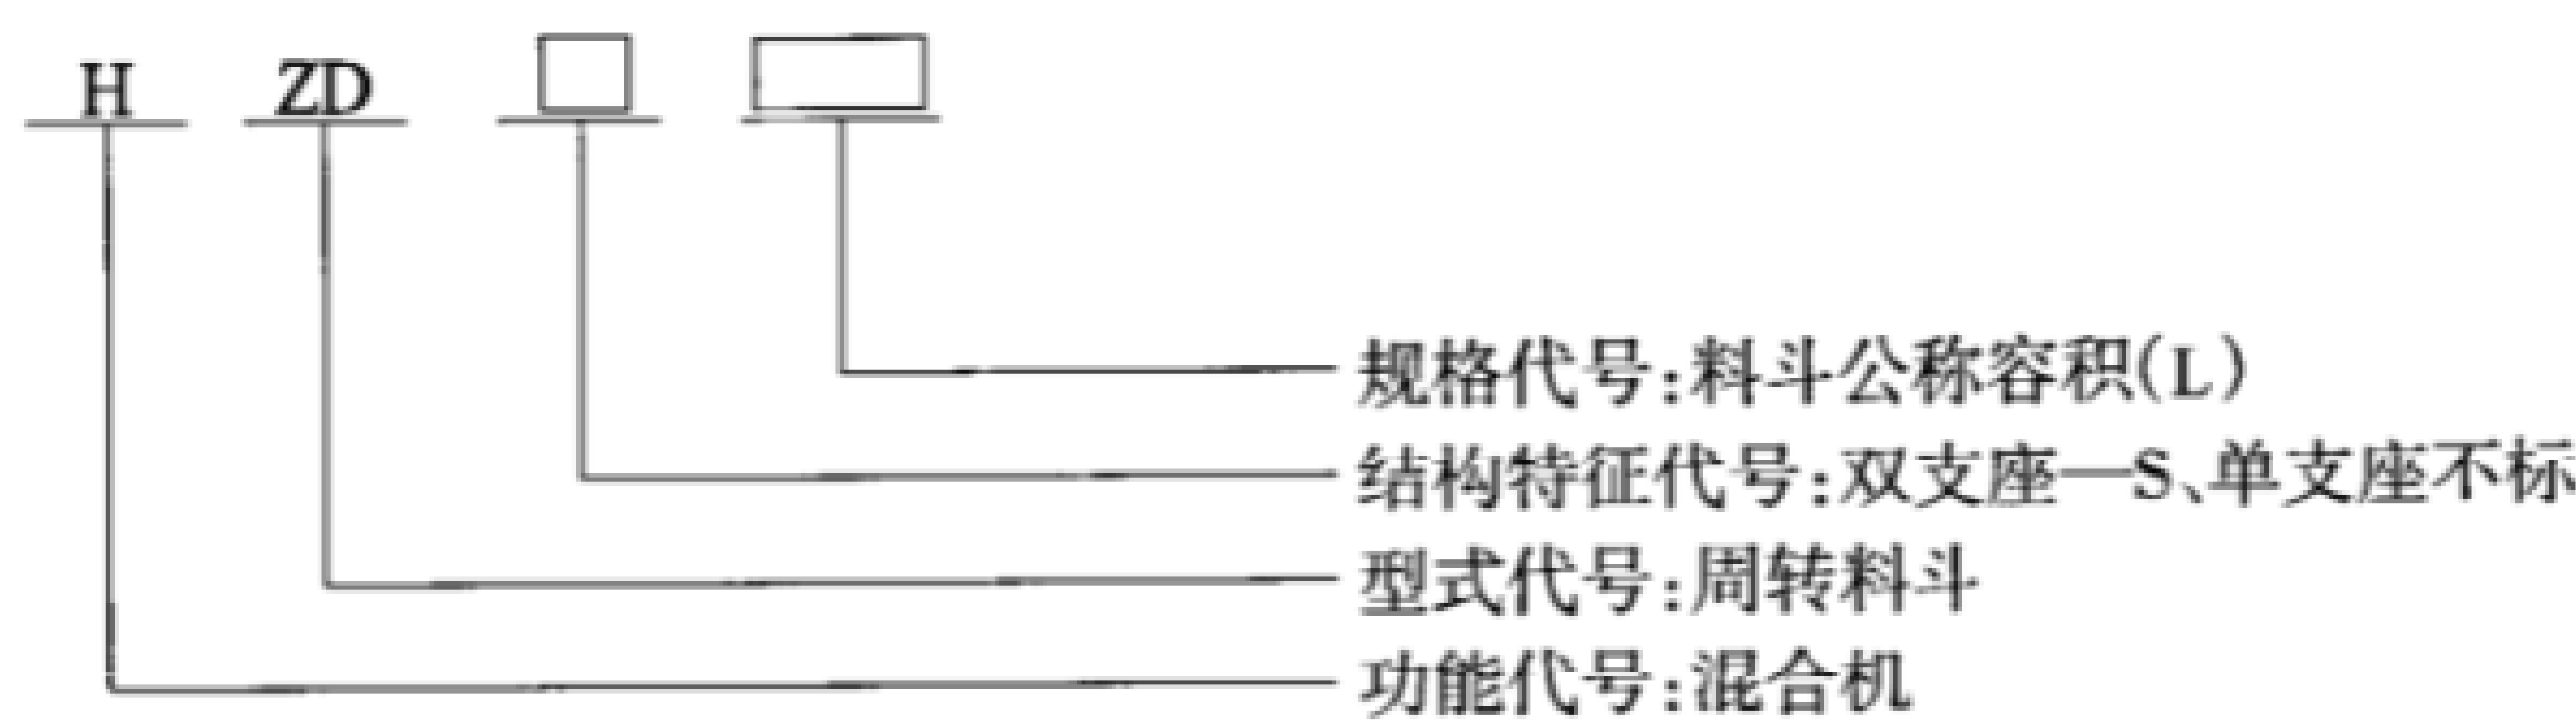 H ZD
规格代号:料斗公称容积(L)
结构特征代号:双支座—S、单支座不标
型式代号:周转料斗
功能代号:混合机